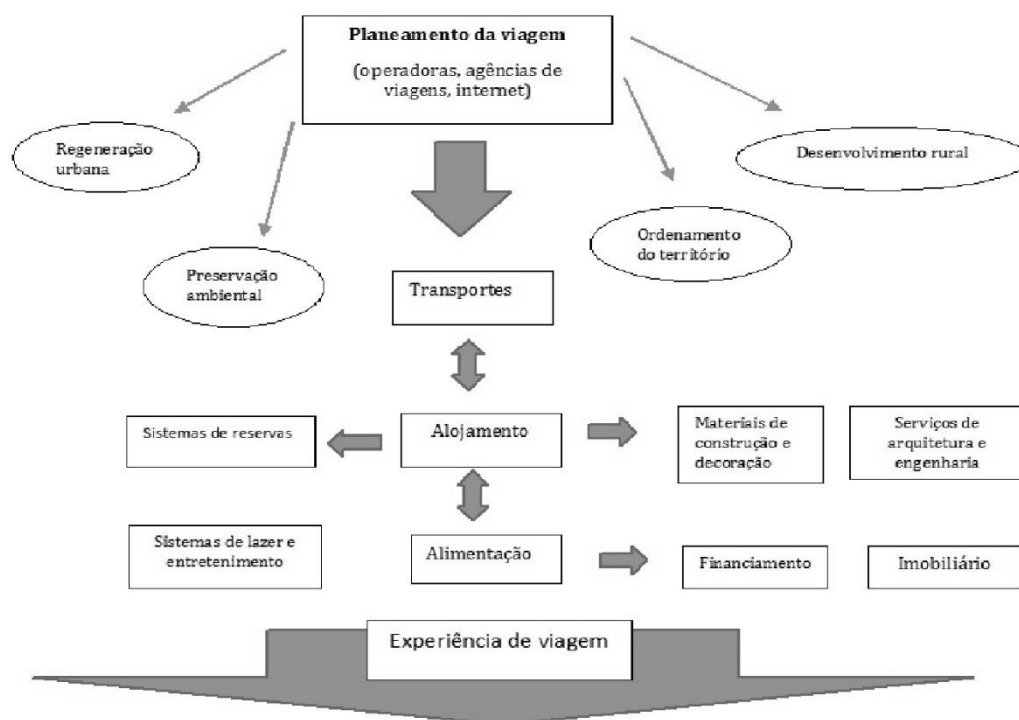 Planeamento da viagem
(operadoras, agências de
viagens, internet)
Regeneração
urbana
Desenvolvimento rural
Preservação
ambiental
Ordenamento
do território
Transportes
Sistemas de reservas
Alojamento
Materiais de
construção e
decoração
Serviços de
arquitetura e
engenharia
Sistemas de lazer e
entretenimento
Alimentação
Financiamento
Imobiliário
Experiência de viagem